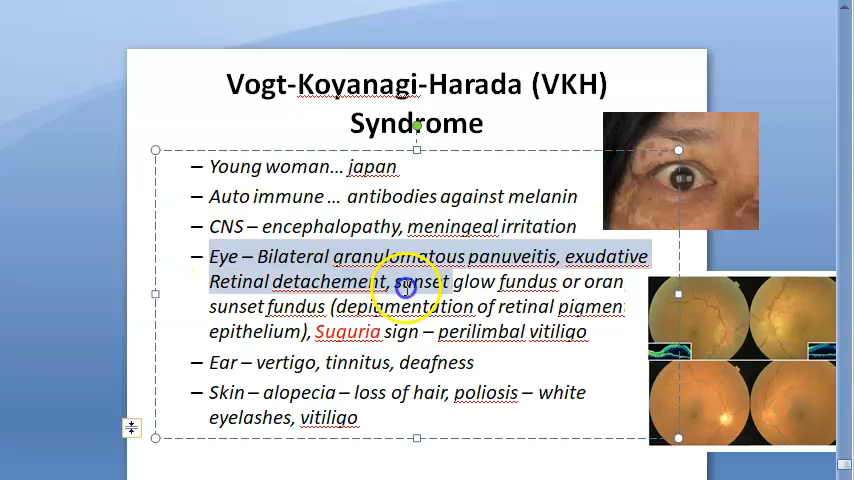 Vogt-Koyanagi-Harada (VKH)
Syndrome
– Young woman... japan
– Auto immune ... antibodies against melanin
– CNS – encephalopathy, meningeal irritation
– Eye – Bilateral granulomatous panuveitis, exudative
Retinal detachement, sunset glow fundus or oran
sunset fundus (depigmentation of retinal pigment
epithelium), Suguria sign – perilimbal vitiligo
– Ear – vertigo, tinnitus, deafness
– Skin – alopecia – loss of hair, poliosis – white
eyelashes, vitiligo